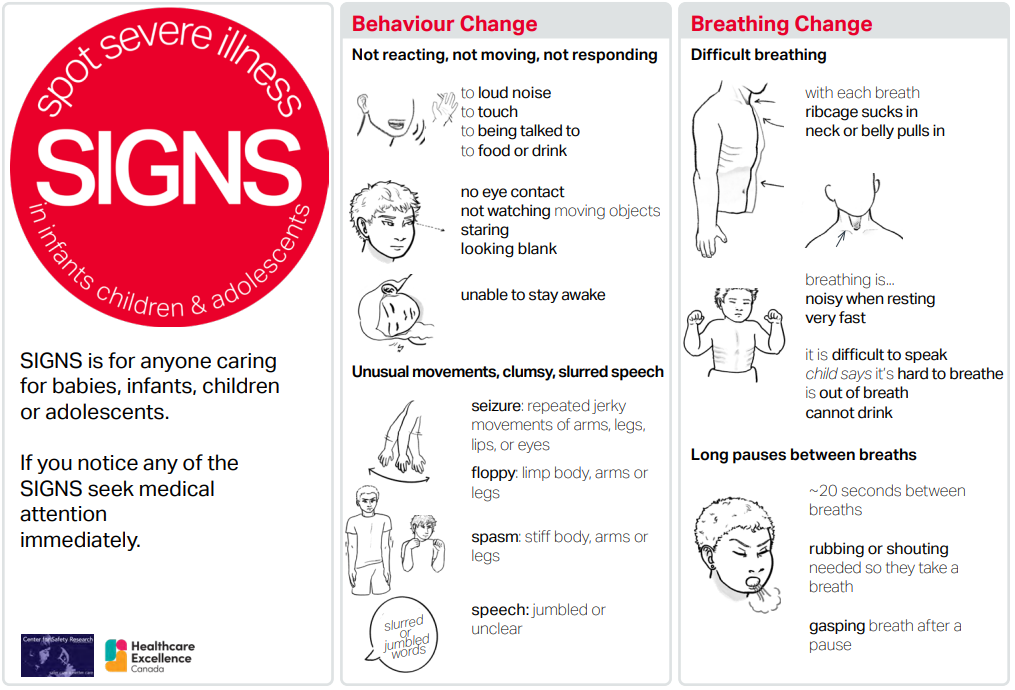 spot severe illness
SIGNS
in infants children & adolescents
SIGNS is for anyone caring
for babies, infants, children
or adolescents.
If you notice any of the
SIGNS seek medical
attention
immediately.
Center for Safety Research
Healthcare
Excellence
Canada
Behaviour Change
Not reacting, not moving, not responding
to loud noise
to touch
to being talked to
to food or drink
no eye contact
not watching moving objects
staring
looking blank
unable to stay awake
Unusual movements, clumsy, slurred speech
seizure: repeated jerky
movements of arms, legs,
lips, or eyes
floppy: limp body, arms or
legs
spasm: stiff body, arms or
legs
slurred
or
jumbled
words
speech: jumbled or
unclear
Breathing Change
Difficult breathing
with each breath
ribcage sucks in
neck or belly pulls in
breathing is...
noisy when resting
very fast
it is difficult to speak
child says it's hard to breathe
is out of breath
cannot drink
Long pauses between breaths
~20 seconds between
breaths
rubbing or shouting
needed so they take a
breath
gasping breath after a
pause